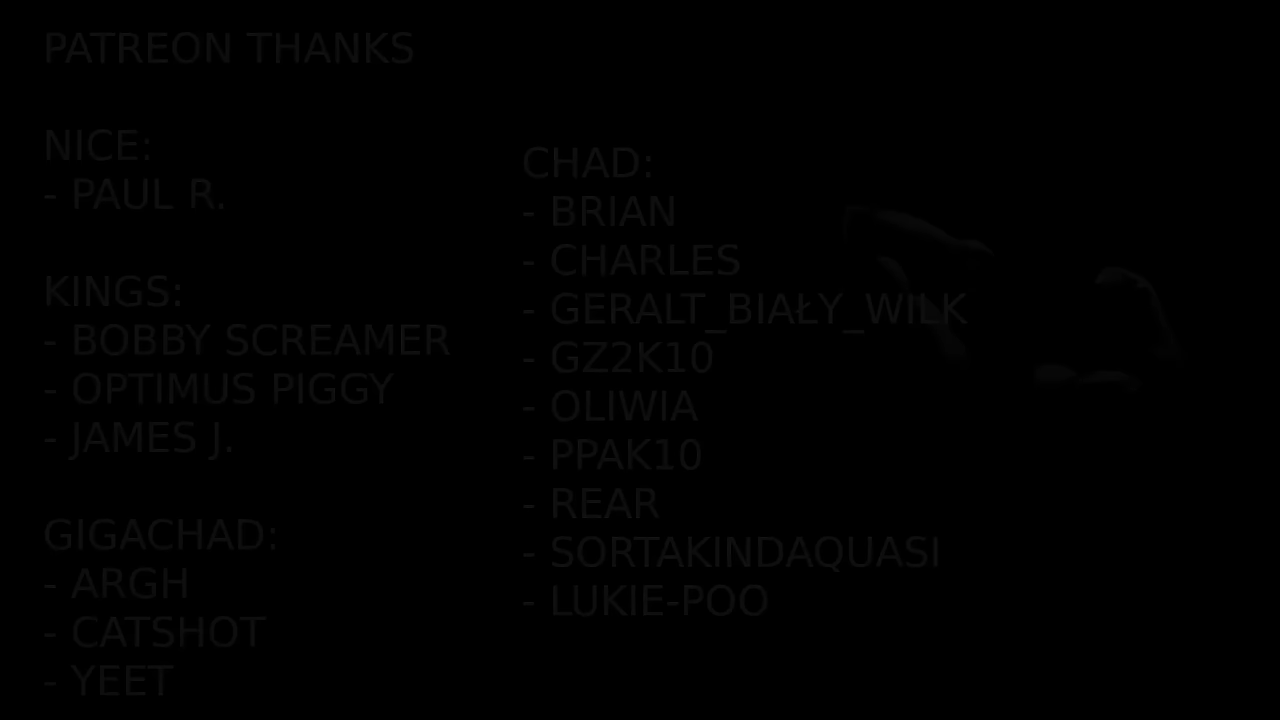 PATREON THANKS
NICE:
- PAUL R.
KINGS:
- BOBBY SCREAMER
- OPTIMUS PIGGY
- JAMES J.
GIGACHAD:
- ARGH
- CATSHOT
- YEET
CHAD:
- BRIAN
- CHARLES
- GERALT_BIAŁY_WILK
- GZ2K10
- OLIWIA
- PPAK10
- REAR
- SORTAKINDAQUASI
- LUKIE-POO